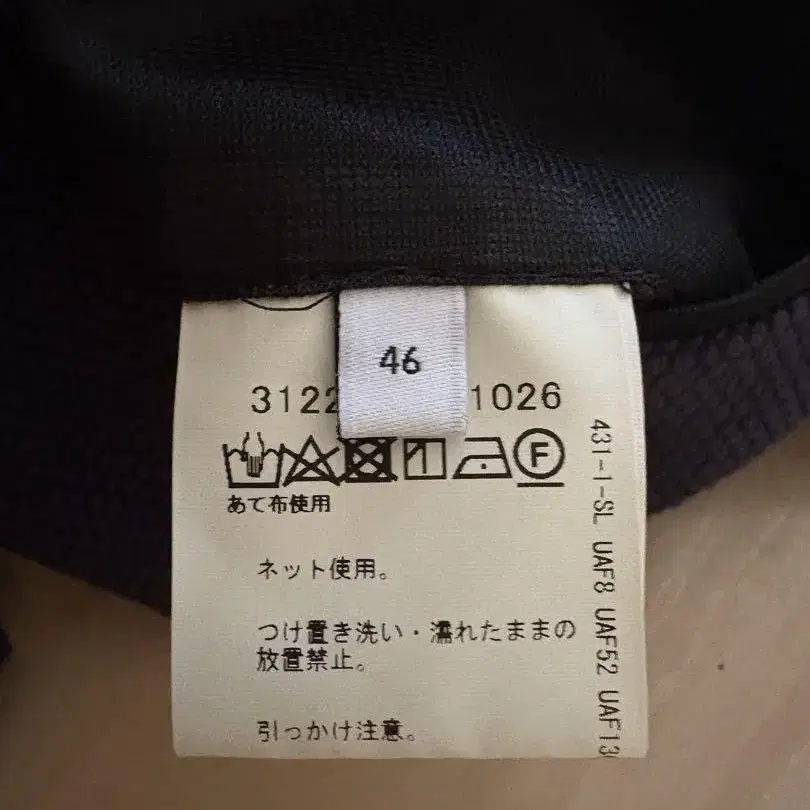 46
3122 1026
F
あて布使用
ネット使用。
つけ置き洗い・濡れたままの
放置禁止。
引っかけ注意。
431-1-SL UAF8 UAF52 UAF13